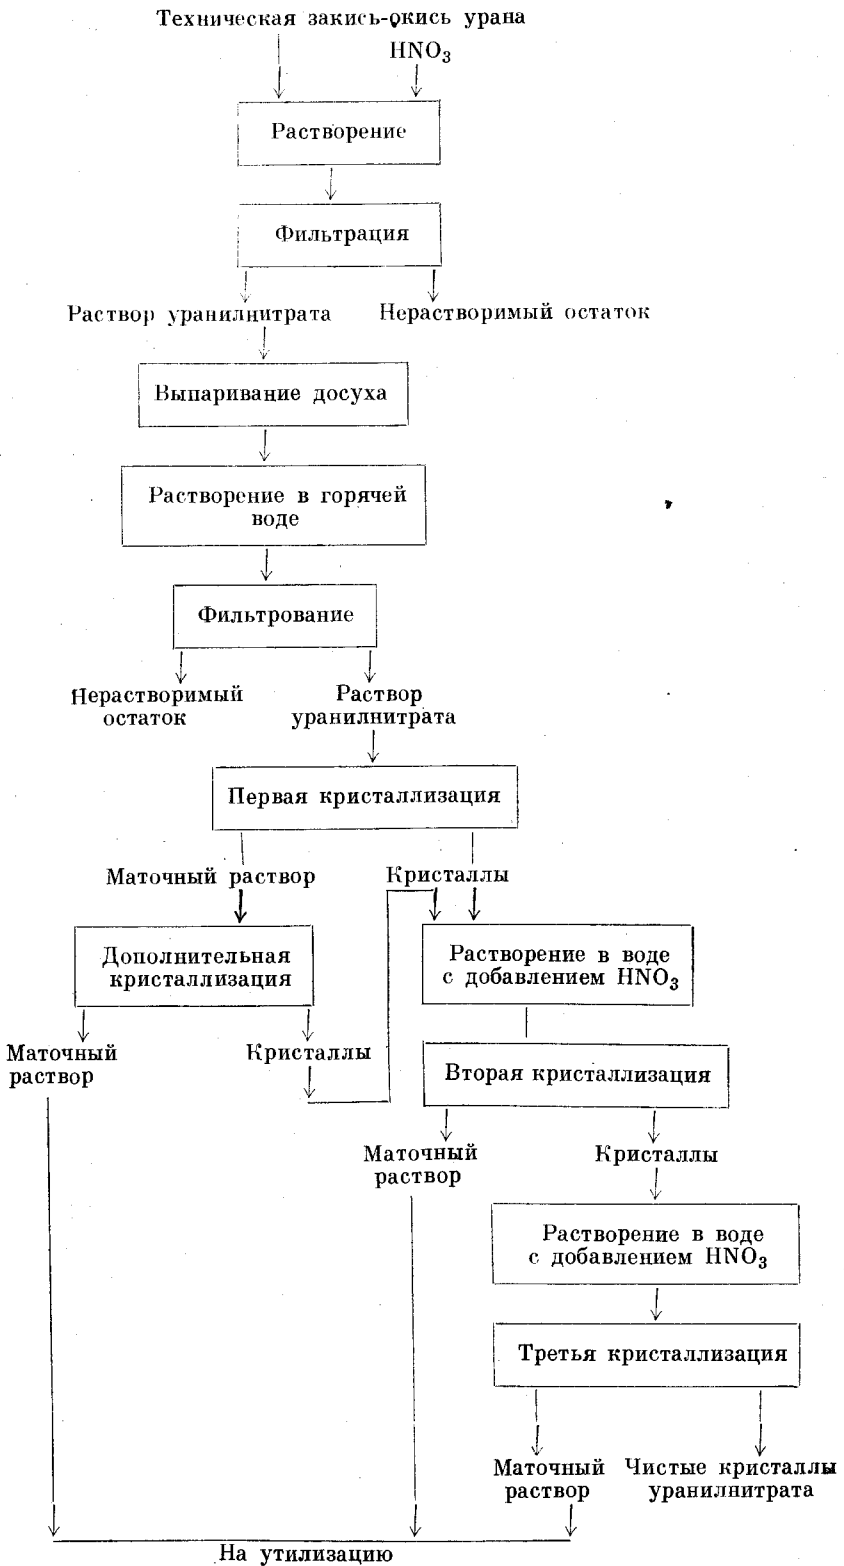 Техническая закись-окись урана
HNO₃
Растворение
Фильтрация
Раствор уранилнитрата
Нерастворимый остаток
Выпаривание досуха
Растворение в горячей
воде
Фильтрование
Нерастворимый
остаток
Раствор
уранилнитрата
Первая кристаллизация
Маточный раствор
Кристаллы
Дополнительная
кристаллизация
Растворение в воде
с добавлением HNO₃
Маточный
раствор
Кристаллы
Вторая кристаллизация
Маточный
раствор
Кристаллы
Растворение в воде
с добавлением HNO₃
Третья кристаллизация
Маточный
раствор
Чистые кристаллы
уранилнитрата
На утилизацию